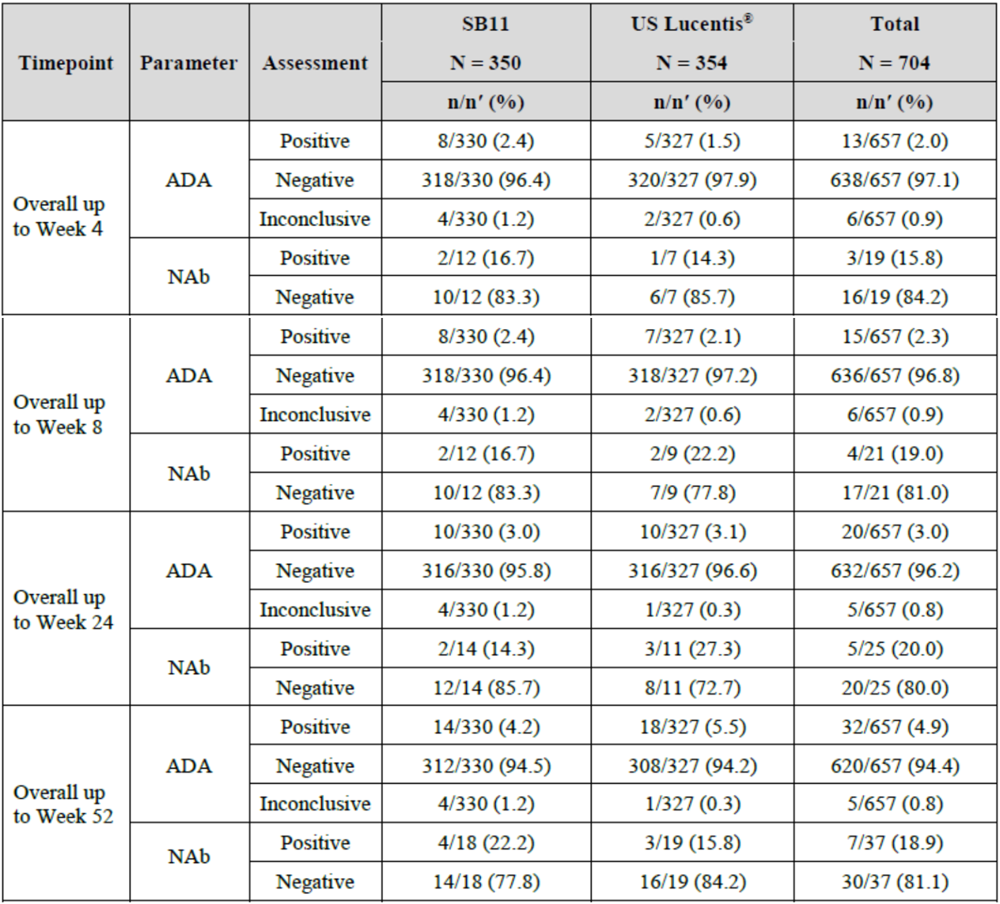 Timepoint Parameter Assessment SB11 US Lucentis® Total
N = 350 N = 354 N = 704
n/n′ (%) n/n′ (%) n/n′ (%)
Overall up
to Week 4
ADA
Positive 8/330 (2.4) 5/327 (1.5) 13/657 (2.0)
Negative 318/330 (96.4) 320/327 (97.9) 638/657 (97.1)
Inconclusive 4/330 (1.2) 2/327 (0.6) 6/657 (0.9)
NAb
Positive 2/12 (16.7) 1/7 (14.3) 3/19 (15.8)
Negative 10/12 (83.3) 6/7 (85.7) 16/19 (84.2)
Overall up
to Week 8
ADA
Positive 8/330 (2.4) 7/327 (2.1) 15/657 (2.3)
Negative 318/330 (96.4) 318/327 (97.2) 636/657 (96.8)
Inconclusive 4/330 (1.2) 2/327 (0.6) 6/657 (0.9)
NAb
Positive 2/12 (16.7) 2/9 (22.2) 4/21 (19.0)
Negative 10/12 (83.3) 7/9 (77.8) 17/21 (81.0)
Overall up
to Week 24
ADA
Positive 10/330 (3.0) 10/327 (3.1) 20/657 (3.0)
Negative 316/330 (95.8) 316/327 (96.6) 632/657 (96.2)
Inconclusive 4/330 (1.2) 1/327 (0.3) 5/657 (0.8)
NAb
Positive 2/14 (14.3) 3/11 (27.3) 5/25 (20.0)
Negative 12/14 (85.7) 8/11 (72.7) 20/25 (80.0)
Overall up
to Week 52
ADA
Positive 14/330 (4.2) 18/327 (5.5) 32/657 (4.9)
Negative 312/330 (94.5) 308/327 (94.2) 620/657 (94.4)
Inconclusive 4/330 (1.2) 1/327 (0.3) 5/657 (0.8)
NAb
Positive 4/18 (22.2) 3/19 (15.8) 7/37 (18.9)
Negative 14/18 (77.8) 16/19 (84.2) 30/37 (81.1)